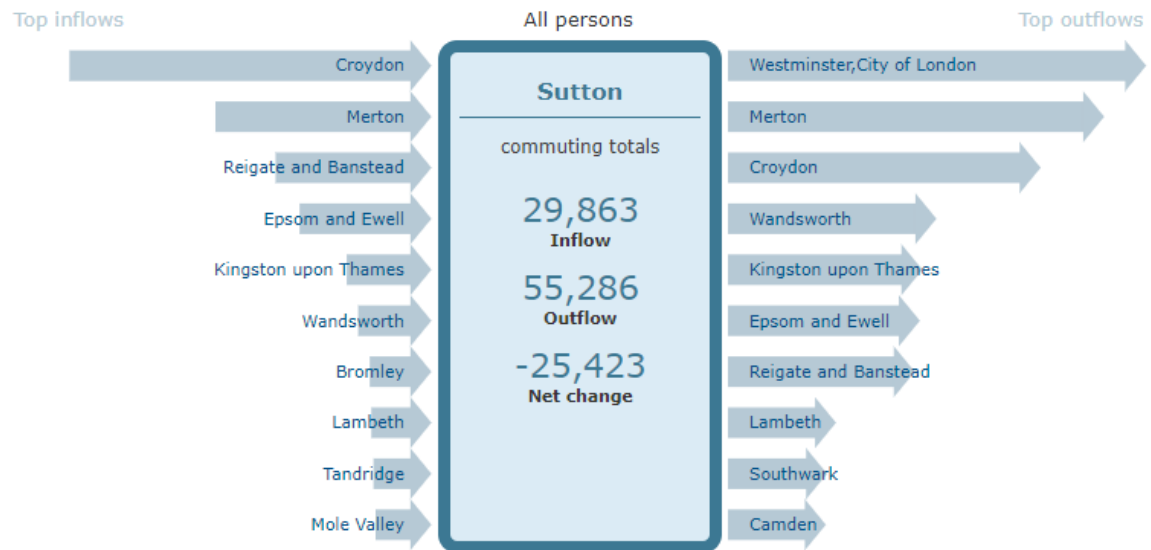 Top inflows
All persons
Top outflows
Croydon
Merton
Reigate and Banstead
Epsom and Ewell
Kingston upon Thames
Wandsworth
Bromley
Lambeth
Tandridge
Mole Valley
Sutton
commuting totals
29,863
Inflow
55,286
Outflow
-25,423
Net change
Westminster,City of London
Merton
Croydon
Wandsworth
Kingston upon Thames
Epsom and Ewell
Reigate and Banstead
Lambeth
Southwark
Camden